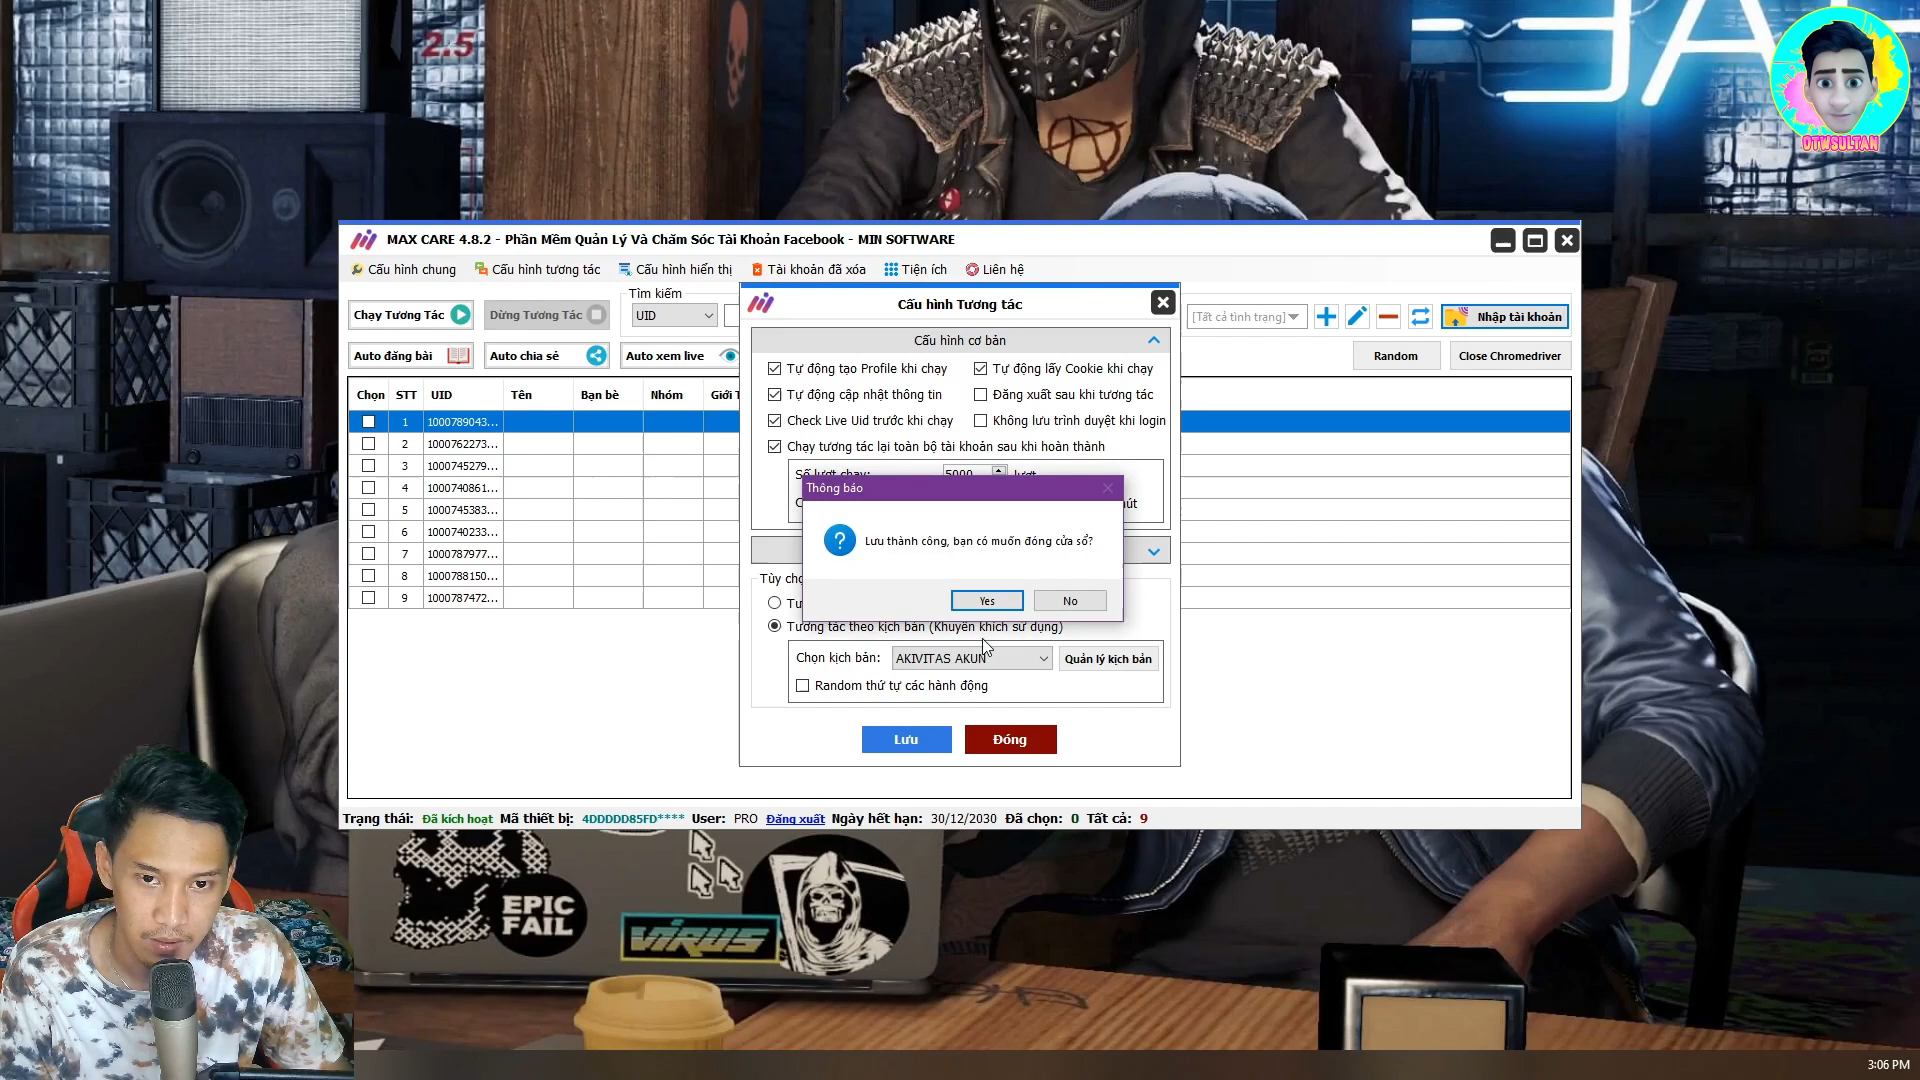 2.5
OTWSULTAN
MAX CARE 4.8.2 - Phần Mềm Quản Lý Và Chăm Sóc Tài Khoản Facebook - MIN SOFTWARE
Cấu hình chung
Cấu hình tương tác
Cấu hình hiển thị
Tài khoản đã xóa
Tiện ích
Liên hệ
Chạy Tương Tác
Dừng Tương Tác
Tìm kiếm
UID
[Tất cả tình trạng]
Nhập tài khoản
Auto đăng bài
Auto chia sẻ
Auto xem live
Random
Close Chromedriver
Chọn STT UID Tên Bạn bè Nhóm Giới
1 1000789043...
2 1000762273...
3 1000745279...
4 1000740861...
5 1000745383...
6 1000740233...
7 1000787977...
8 1000788150...
9 1000787472...
Cấu hình Tương tác
Cấu hình cơ bản
Tự động tạo Profile khi chạy
Tự động lấy Cookie khi chạy
Tự động cập nhật thông tin
Đăng xuất sau khi tương tác
Check Live Uid trước khi chạy
Không lưu trình duyệt khi login
Chạy tương tác lại toàn bộ tài khoản sau khi hoàn thành
Số lượt chạy: 5000 lượt
Thông báo
Lưu thành công, bạn có muốn đóng cửa sổ?
Yes
No
Tùy chọ
Tương tác theo kịch bản (Khuyến khích sử dụng)
Chọn kịch bản: AKIVITAS AKUN
Quản lý kịch bản
Random thứ tự các hành động
Lưu
Đóng
Trạng thái: Đã kích hoạt Mã thiết bị: 4DDDDD85FD**** User: PRO Đăng xuất Ngày hết hạn: 30/12/2030 Đã chọn: 0 Tất cả: 9
EPIC
FAIL
VIRUS
3:06 PM